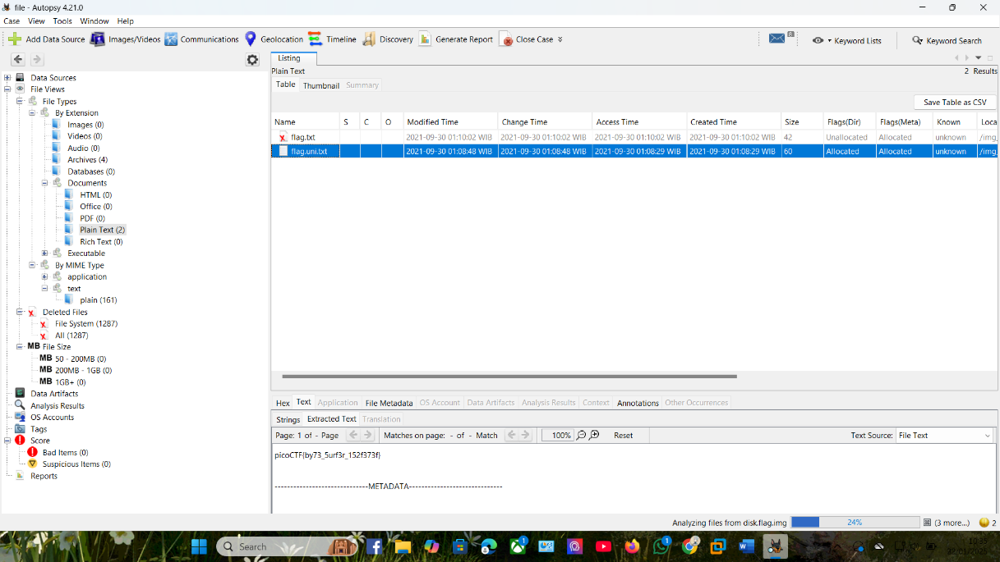 file - Autopsy 4.21.0
Case View Tools Window Help
Add Data Source Images/Videos Communications Geolocation Timeline Discovery Generate Report Close Case Keyword Lists Keyword Search
Listing
Plain Text 2 Results
Table Thumbnail Summary
Save Table as CSV
Name S C O Modified Time Change Time Access Time Created Time Size Flags(Dir) Flags(Meta) Known Loca
flag.txt 2021-09-30 01:10:02 WIB 2021-09-30 01:10:02 WIB 2021-09-30 01:10:02 WIB 2021-09-30 01:10:02 WIB 42 Unallocated Allocated unknown /img_
flag.uni.txt 2021-09-30 01:08:48 WIB 2021-09-30 01:08:48 WIB 2021-09-30 01:08:29 WIB 2021-09-30 01:08:29 WIB 60 Allocated Allocated unknown /img_
Data Sources
File Views
File Types
By Extension
Images (0)
Videos (0)
Audio (0)
Archives (4)
Databases (0)
Documents
HTML (0)
Office (0)
PDF (0)
Plain Text (2)
Rich Text (0)
Executable
By MIME Type
application
text
plain (161)
Deleted Files
File System (1287)
All (1287)
MB File Size
MB 50 - 200MB (0)
MB 200MB - 1GB (0)
MB 1GB+ (0)
Data Artifacts
Analysis Results
OS Accounts
Tags
Score
Bad Items (0)
Suspicious Items (0)
Reports
Hex Text Application File Metadata OS Account Data Artifacts Analysis Results Context Annotations Other Occurrences
Strings Extracted Text Translation
Page: 1 of - Page Matches on page: - of - Match 100% Reset Text Source: File Text
picoCTF{by73_5urf3r_152f373f}
------------------------------METADATA------------------------------
Analyzing files from disk.flag.img 24% (3 more...) 2
Search